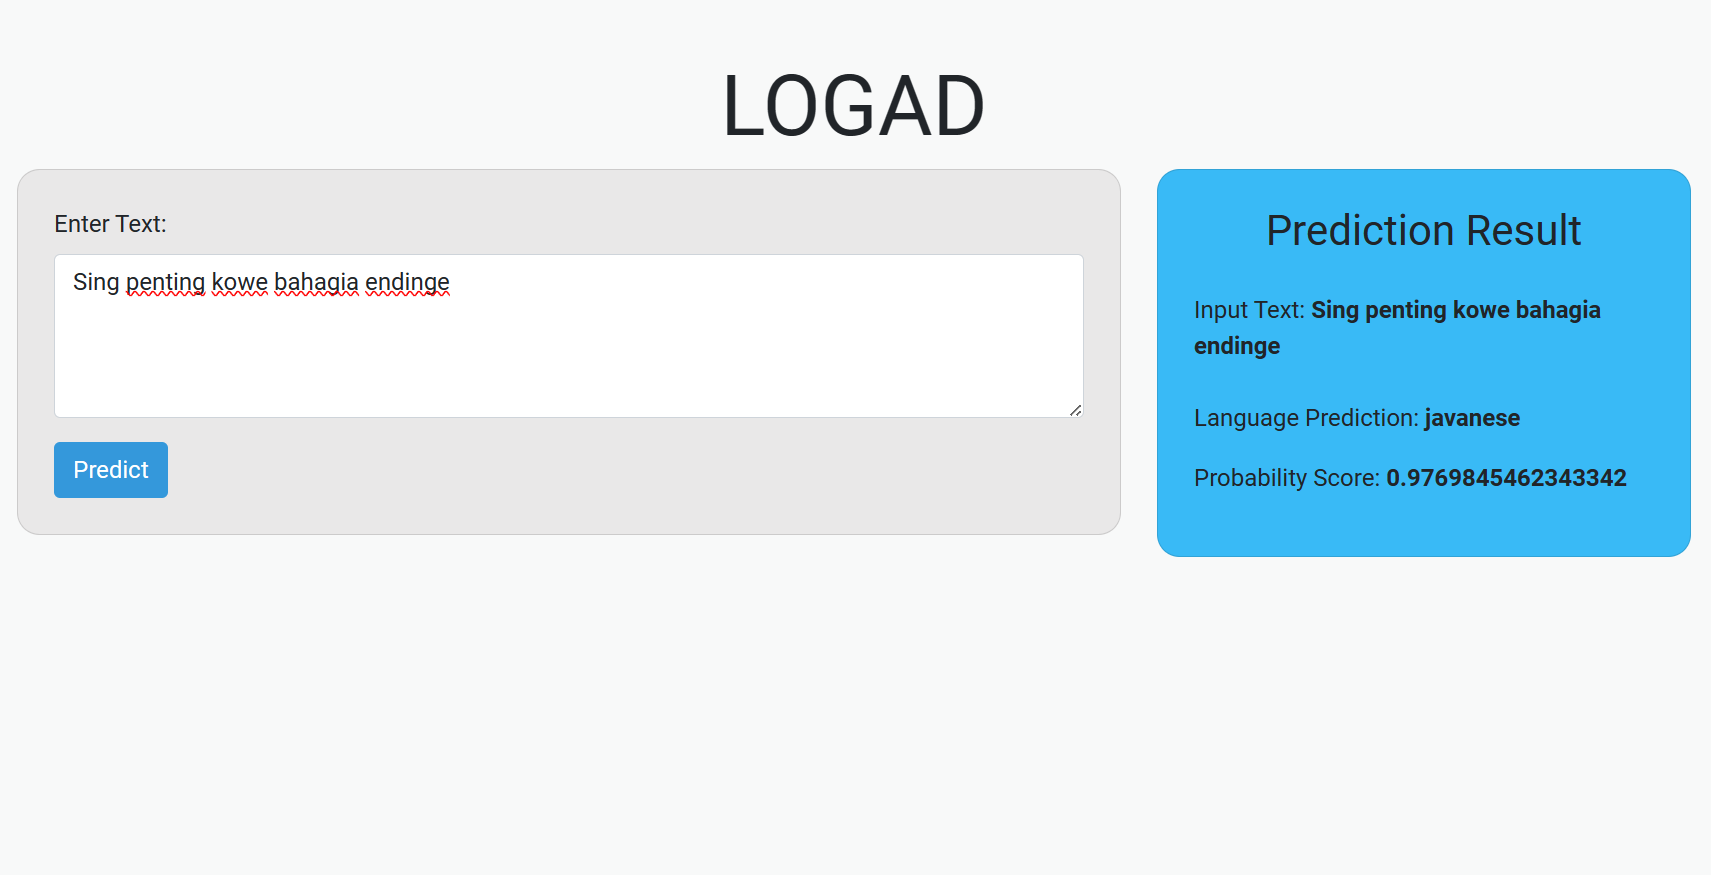 LOGAD
Enter Text:
Sing penting kowe bahagia endinge
Predict
Prediction Result
Input Text: Sing penting kowe bahagia
endinge
Language Prediction: javanese
Probability Score: 0.9769845462343342